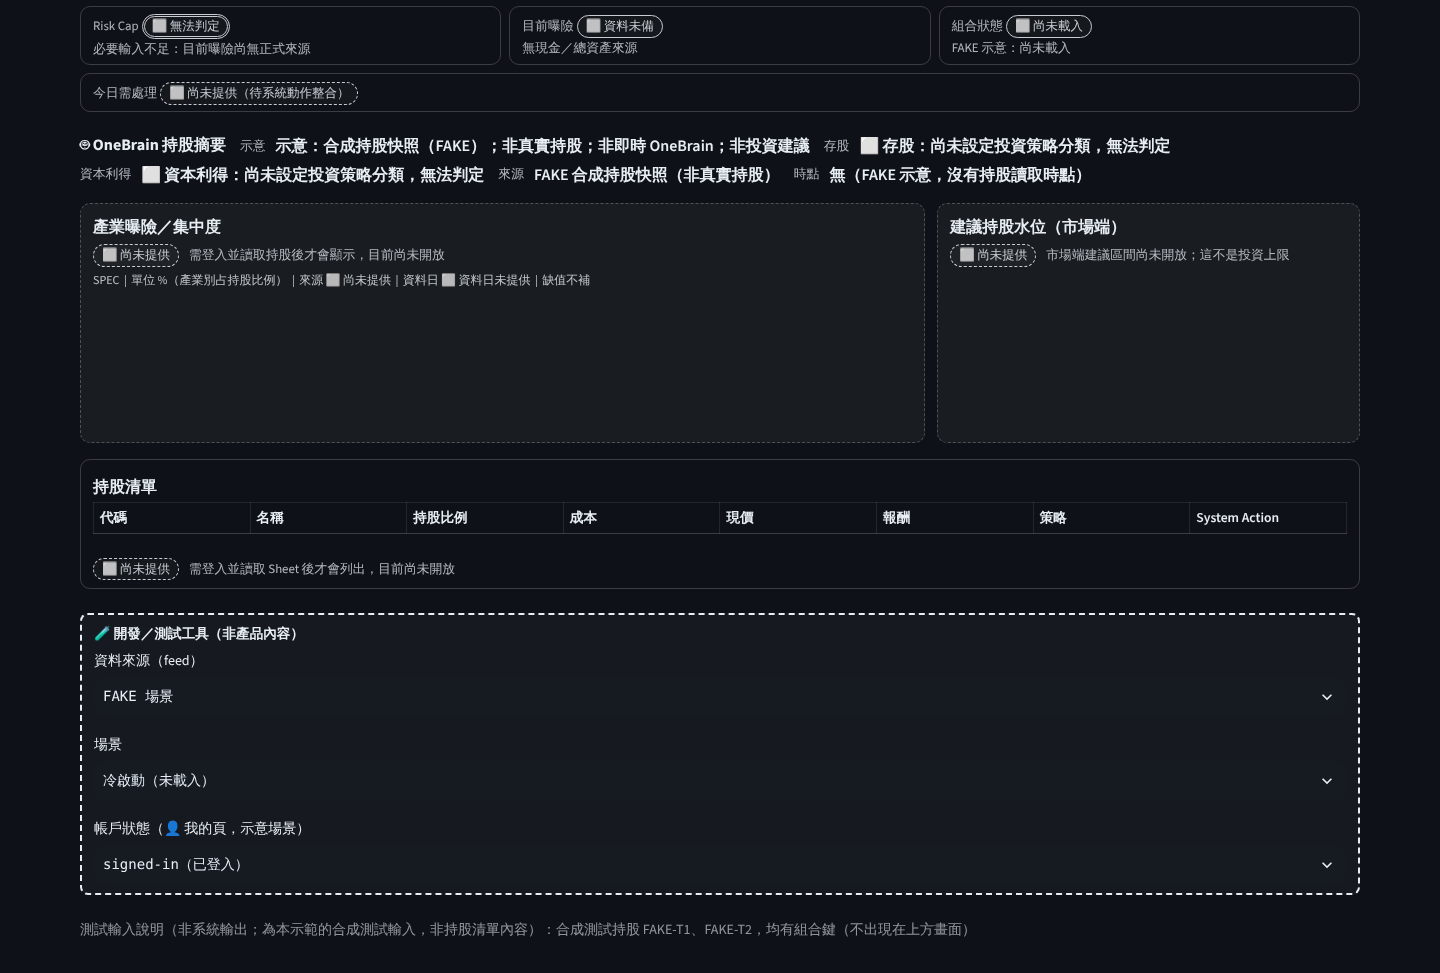 Risk Cap ⬜ 無法判定
必要輸入不足：目前曝險尚無正式來源
目前曝險 ⬜ 資料未備
無現金／總資產來源
組合狀態 ⬜ 尚未載入
FAKE 示意：尚未載入
今日需處理 ⬜ 尚未提供（待系統動作整合）
OneBrain 持股摘要 示意 示意：合成持股快照（FAKE）；非真實持股；非即時 OneBrain；非投資建議 存股 ⬜ 存股：尚未設定投資策略分類，無法判定
資本利得 ⬜ 資本利得：尚未設定投資策略分類，無法判定 來源 FAKE 合成持股快照（非真實持股） 時點 無（FAKE 示意，沒有持股讀取時點）
產業曝險／集中度
⬜ 尚未提供 需登入並讀取持股後才會顯示，目前尚未開放
SPEC｜單位 %（產業別占持股比例）｜來源 ⬜ 尚未提供｜資料日 ⬜ 資料日未提供｜缺值不補
建議持股水位（市場端）
⬜ 尚未提供 市場端建議區間尚未開放；這不是投資上限
持股清單
代碼 名稱 持股比例 成本 現價 報酬 策略 System Action
⬜ 尚未提供 需登入並讀取 Sheet 後才會列出，目前尚未開放
🧪 開發／測試工具（非產品內容）
資料來源（feed）
FAKE 場景
場景
冷啟動（未載入）
帳戶狀態（👤 我的頁，示意場景）
signed-in（已登入）
測試輸入說明（非系統輸出；為本示範的合成測試輸入，非持股清單內容）：合成測試持股 FAKE-T1、FAKE-T2，均有組合鍵（不出現在上方畫面）